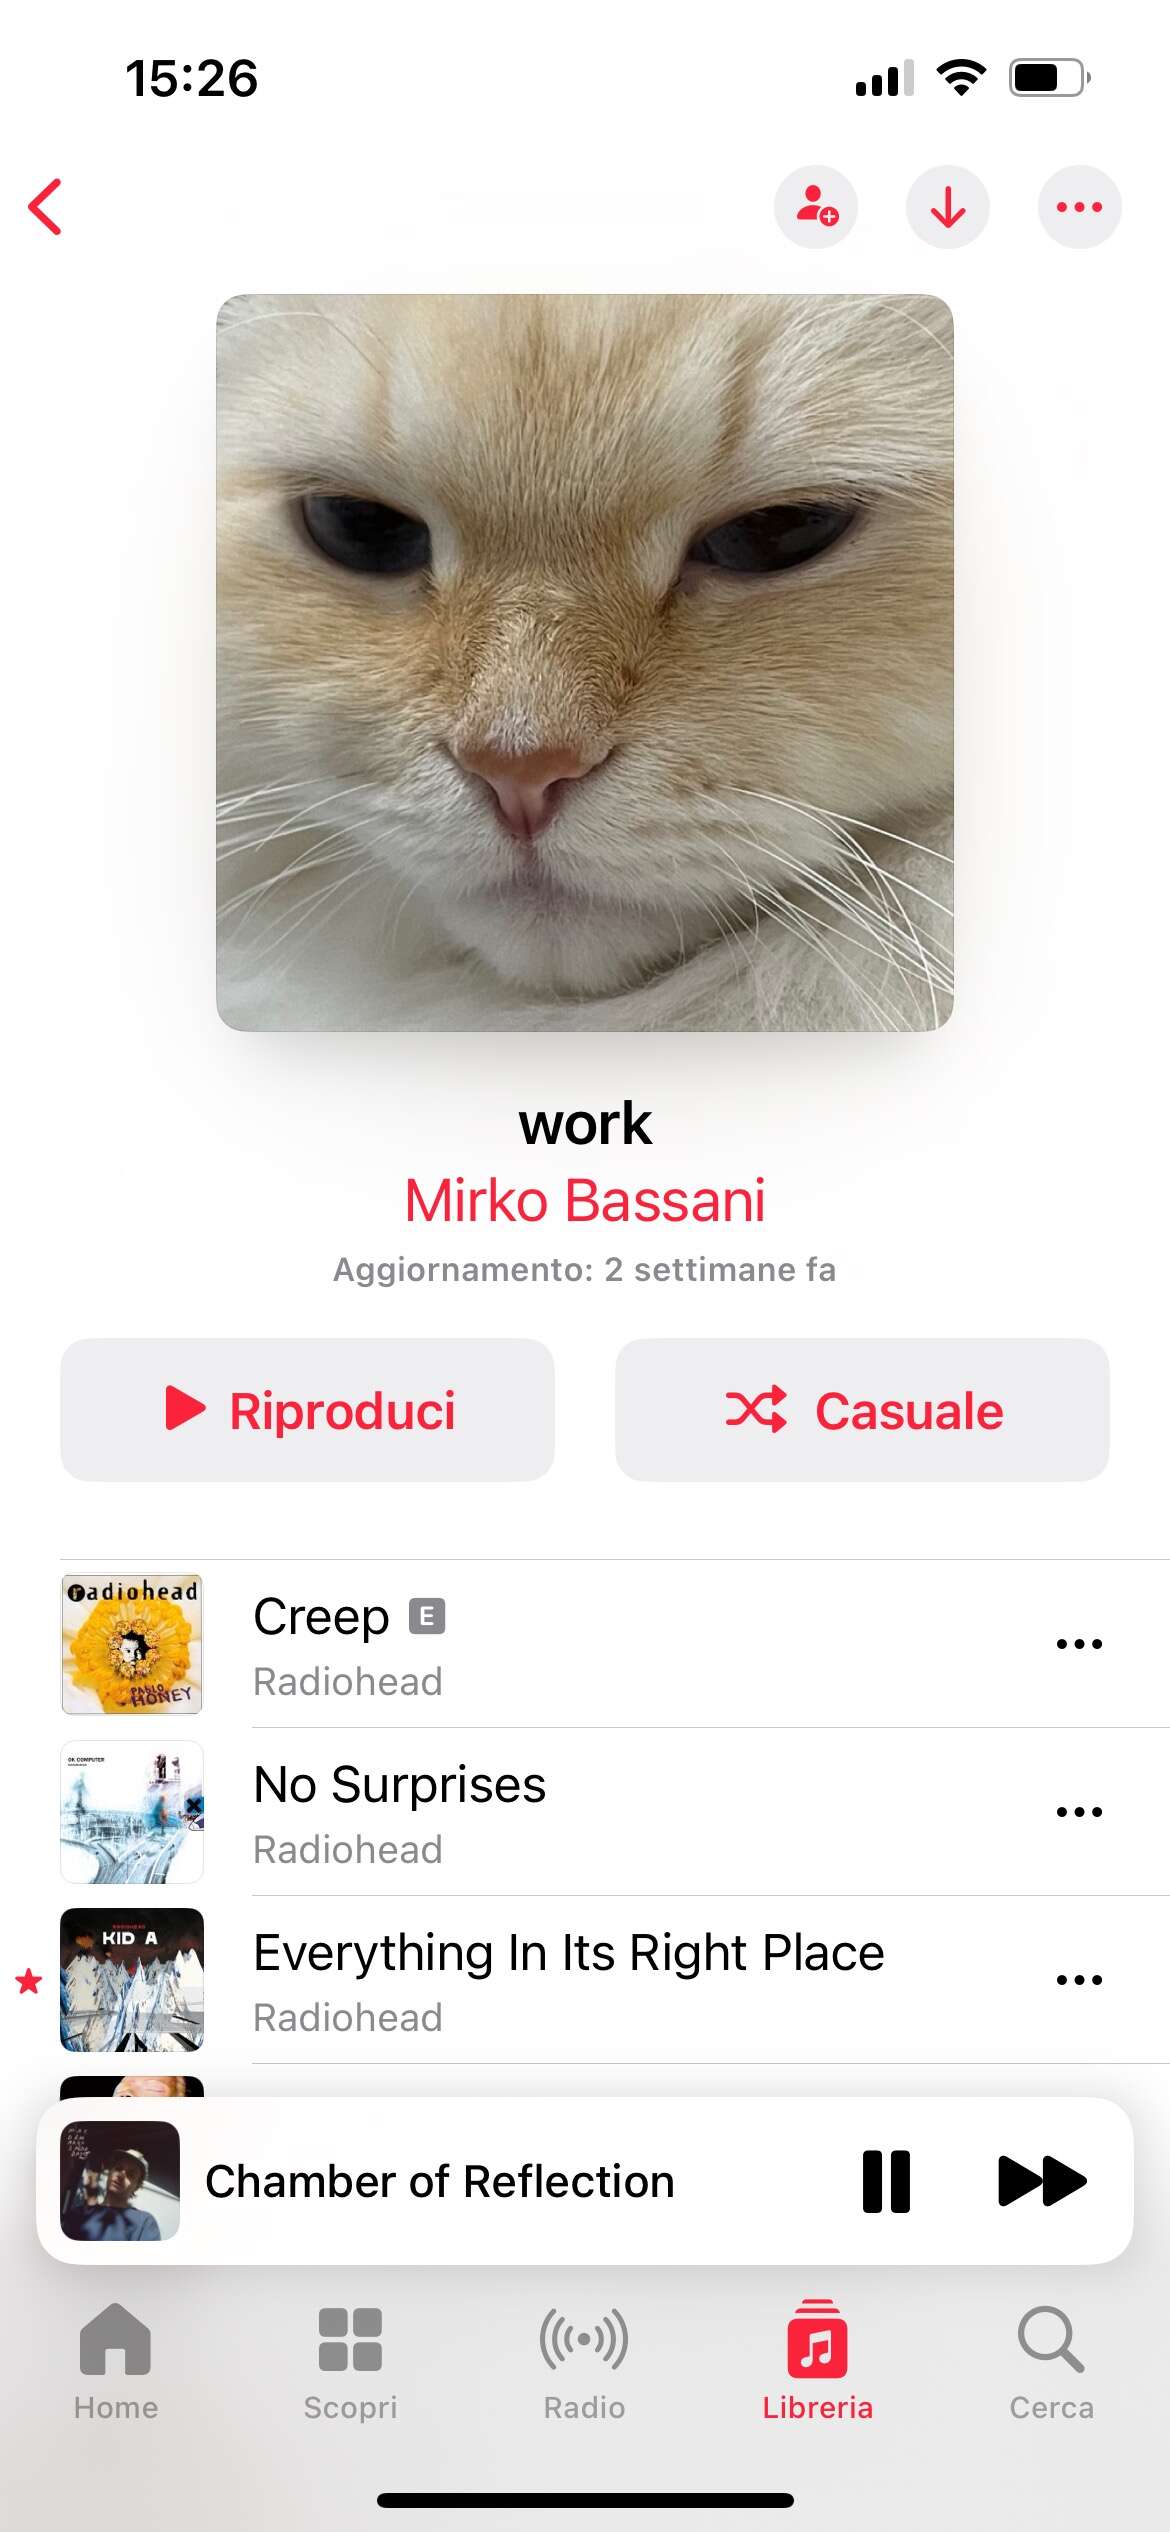 15:26
work
Mirko Bassani
Aggiornamento: 2 settimane fa
Riproduci
Casuale
radiohead
PABLO
HONEY
Creep E
Radiohead
OK COMPUTER
No Surprises
Radiohead
RADIOHEAD
KID A
Everything In Its Right Place
Radiohead
Chamber of Reflection
Home
Scopri
Radio
Libreria
Cerca